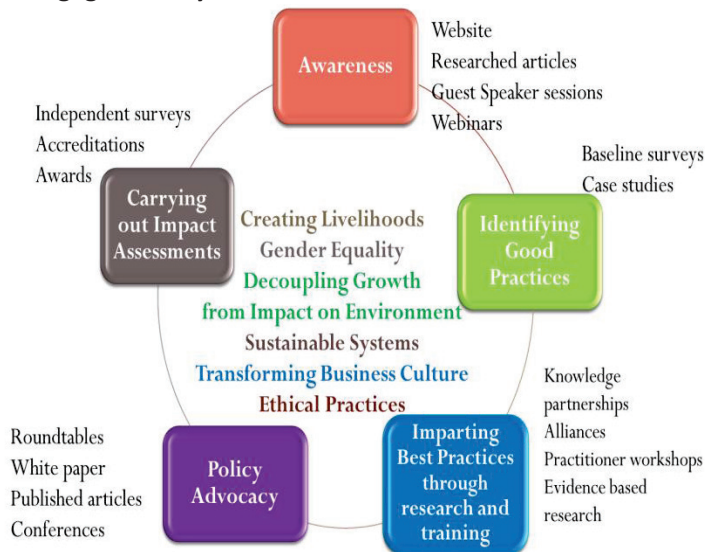 Awareness
Website
Researched articles
Guest Speaker sessions
Webinars
Independent surveys
Accreditations
Awards
Carrying
out Impact
Assessments
Baseline surveys
Case studies
Identifying
Good
Practices
Creating Livelihoods
Gender Equality
Decoupling Growth
from Impact on Environment
Sustainable Systems
Transforming Business Culture
Ethical Practices
Knowledge
partnerships
Alliances
Practitioner workshops
Evidence based
research
Imparting
Best Practices
through
research and
training
Policy
Advocacy
Roundtables
White paper
Published articles
Conferences